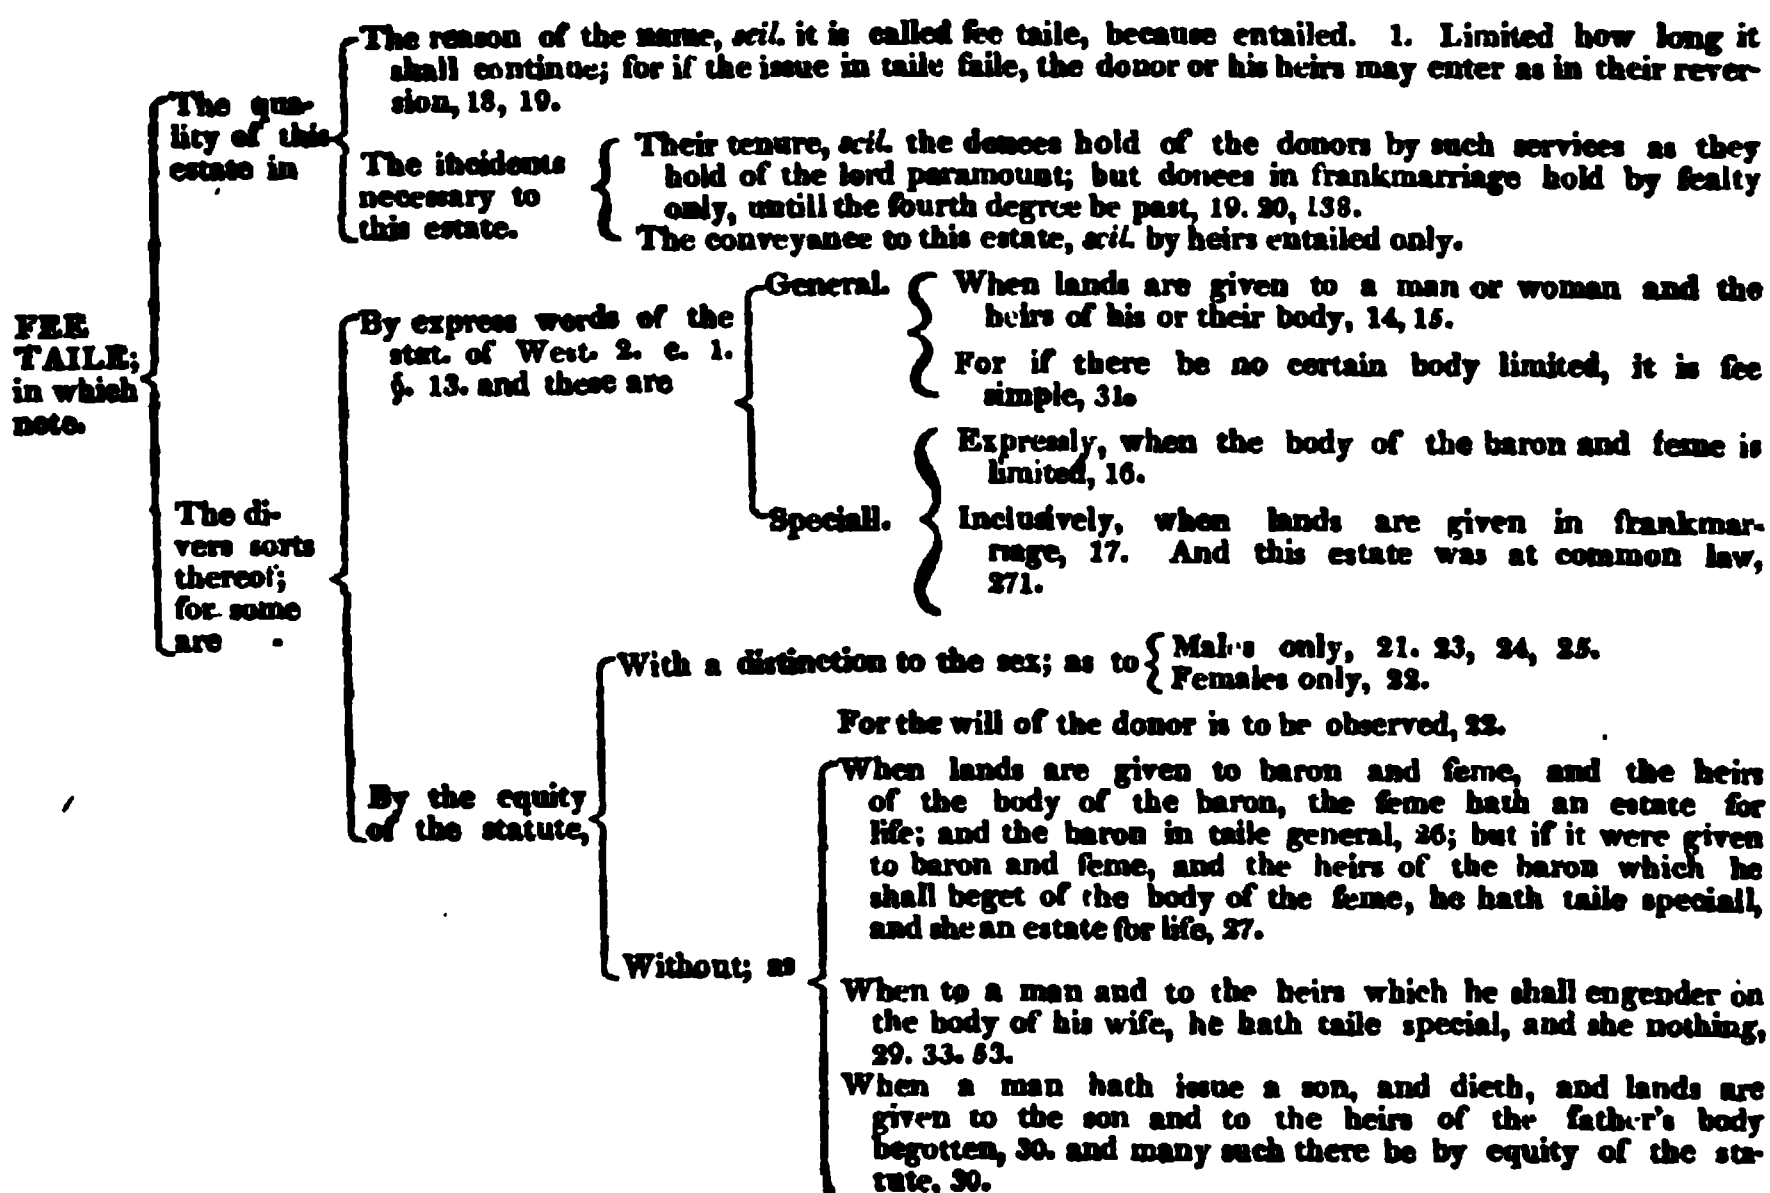 The reason of the name, scil. it is called fee taile, because entailed. 1. Limited how long it
shall continue; for if the issue in taile faile, the donor or his heirs may enter as in their rever-
sion, 18, 19.
The qua-
lity of this
estate in
The incidents
necessary to
this estate.
Their tenure, scil. the donees hold of the donors by such services as they
hold of the lord paramount; but donees in frankmarriage hold by fealty
only, untill the fourth degree be past, 19. 20, 138.
The conveyance to this estate, scil. by heirs entailed only.
FEE
TAILE;
in which
note.
By express words of the
stat. of West. 2. c. 1.
§. 13. and these are
General.
When lands are given to a man or woman and the
heirs of his or their body, 14, 15.
For if there be no certain body limited, it is fee
simple, 31.
Speciall.
Expressly, when the body of the baron and feme is
limited, 16.
Inclusively, when lands are given in frankmar-
riage, 17. And this estate was at common law,
271.
The di-
vers sorts
thereof;
for some
are -
With a distinction to the sex; as to
Males only, 21. 23, 24, 25.
Females only, 22.
For the will of the donor is to be observed, 22.
By the equity
of the statute,
Without; as
When lands are given to baron and feme, and the heirs
of the body of the baron, the feme hath an estate for
life; and the baron in taile general, 26; but if it were given
to baron and feme, and the heirs of the baron which he
shall beget of the body of the feme, he hath taile speciall,
and she an estate for life, 27.
When to a man and to the heirs which he shall engender on
the body of his wife, he hath taile special, and she nothing,
29. 33. 53.
When a man hath issue a son, and dieth, and lands are
given to the son and to the heirs of the father's body
begotten, 30. and many such there be by equity of the sta-
tute, 30.